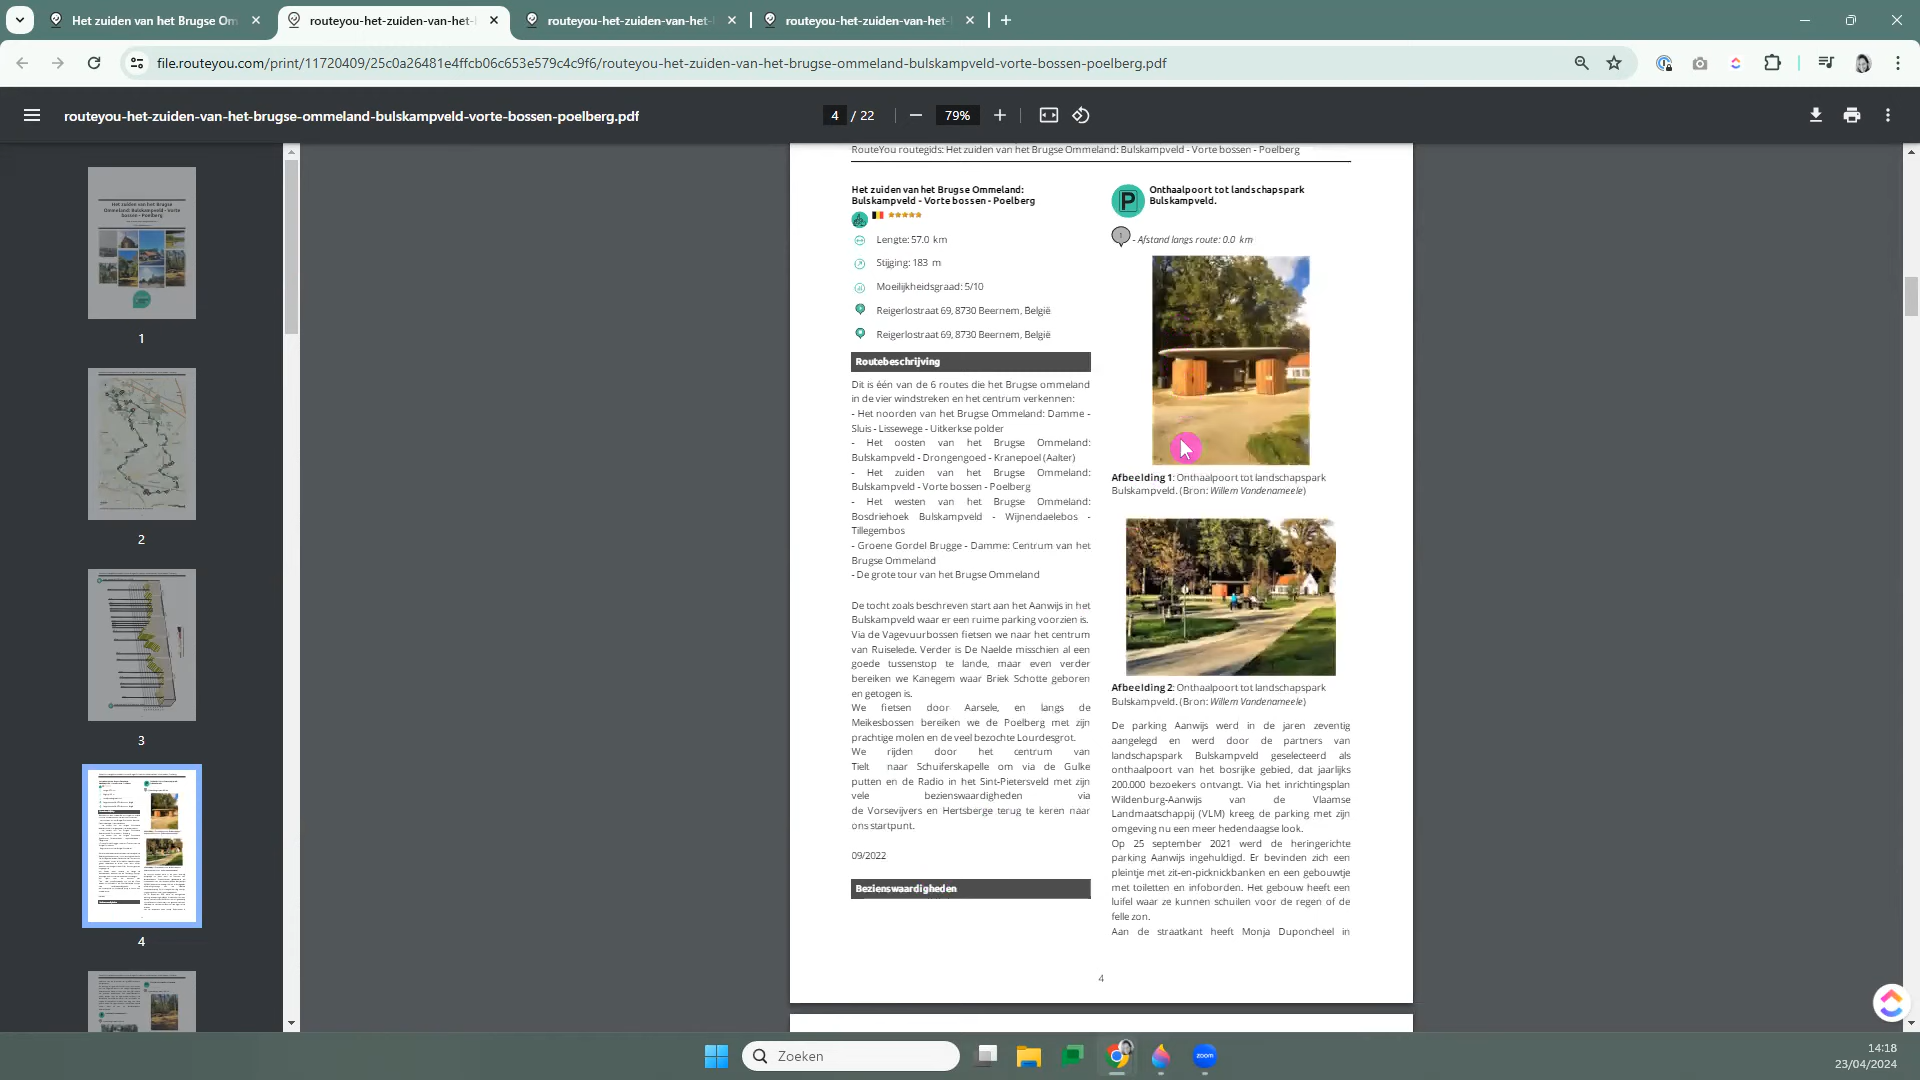 Het zuiden van het Brugse Om
routeyou-het-zuiden-van-het-
routeyou-het-zuiden-van-het-
routeyou-het-zuiden-van-het-
file.routeyou.com/print/11720409/25c0a26481e4ffcb06c653e579c4c9f6/routeyou-het-zuiden-van-het-brugse-ommeland-bulskampveld-vorte-bossen-poelberg.pdf
routeyou-het-zuiden-van-het-brugse-ommeland-bulskampveld-vorte-bossen-poelberg.pdf
4 / 22
79%
Het zuiden van het Brugse
Ommeland: Bulskampveld - Vorte
bossen - Poelberg
1
2
3
4
RouteYou routegids: Het zuiden van het Brugse Ommeland: Bulskampveld - Vorte bossen - Poelberg
Het zuiden van het Brugse Ommeland:
Bulskampveld - Vorte bossen - Poelberg
Lengte: 57.0 km
Stijging: 183 m
Moeilijkheidsgraad: 5/10
Reigerlostraat 69, 8730 Beernem, België
Reigerlostraat 69, 8730 Beernem, België
Routebeschrijving
Dit is één van de 6 routes die het Brugse ommeland
in de vier windstreken en het centrum verkennen:
- Het noorden van het Brugse Ommeland: Damme -
Sluis - Lissewege - Uitkerkse polder
- Het oosten van het Brugse Ommeland:
Bulskampveld - Drongengoed - Kranepoel (Aalter)
- Het zuiden van het Brugse Ommeland:
Bulskampveld - Vorte bossen - Poelberg
- Het westen van het Brugse Ommeland:
Bosdriehoek Bulskampveld - Wijnendaelebos -
Tillegembos
- Groene Gordel Brugge - Damme: Centrum van het
Brugse Ommeland
- De grote tour van het Brugse Ommeland
De tocht zoals beschreven start aan het Aanwijs in het
Bulskampveld waar er een ruime parking voorzien is.
Via de Vagevuurbossen fietsen we naar het centrum
van Ruiselede. Verder is De Naelde misschien al een
goede tussenstop te lande, maar even verder
bereiken we Kanegem waar Briek Schotte geboren
en getogen is.
We fietsen door Aarsele, en langs de
Meikesbossen bereiken we de Poelberg met zijn
prachtige molen en de veel bezochte Lourdesgrot.
We rijden door het centrum van
Tielt naar Schuiferskapelle om via de Gulke
putten en de Radio in het Sint-Pietersveld met zijn
vele bezienswaardigheden via
de Vorsevijvers en Hertsberge terug te keren naar
ons startpunt.
09/2022
Bezienswaardigheden
P
Onthaalpoort tot landschapspark
Bulskampveld.
- Afstand langs route: 0.0 km
Afbeelding 1: Onthaalpoort tot landschapspark
Bulskampveld. (Bron: Willem Vandenameele)
Afbeelding 2: Onthaalpoort tot landschapspark
Bulskampveld. (Bron: Willem Vandenameele)
De parking Aanwijs werd in de jaren zeventig
aangelegd en werd door de partners van
landschapspark Bulskampveld geselecteerd als
onthaalpoort van het bosrijke gebied, dat jaarlijks
200.000 bezoekers ontvangt. Via het inrichtingsplan
Wildenburg-Aanwijs van de Vlaamse
Landmaatschappij (VLM) kreeg de parking met zijn
omgeving nu een meer hedendaagse look.
Op 25 september 2021 werd de heringerichte
parking Aanwijs ingehuldigd. Er bevinden zich een
pleintje met zit-en-picknickbanken en een gebouwtje
met toiletten en infoborden. Het gebouw heeft een
luifel waar ze kunnen schuilen voor de regen of de
felle zon.
Aan de straatkant heeft Monja Duponcheel in
4
Zoeken
zoom
14:18
23/04/2024